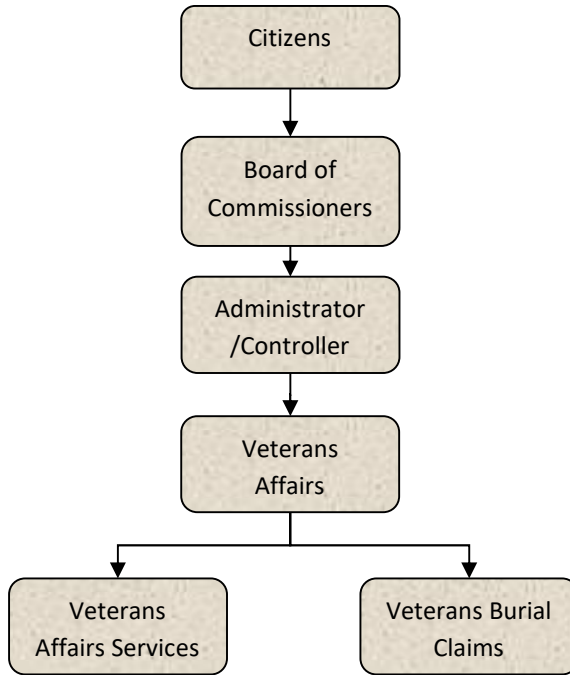 Citizens
Board of
Commissioners
Administrator
/Controller
Veterans
Affairs
Veterans
Affairs Services
Veterans Burial
Claims